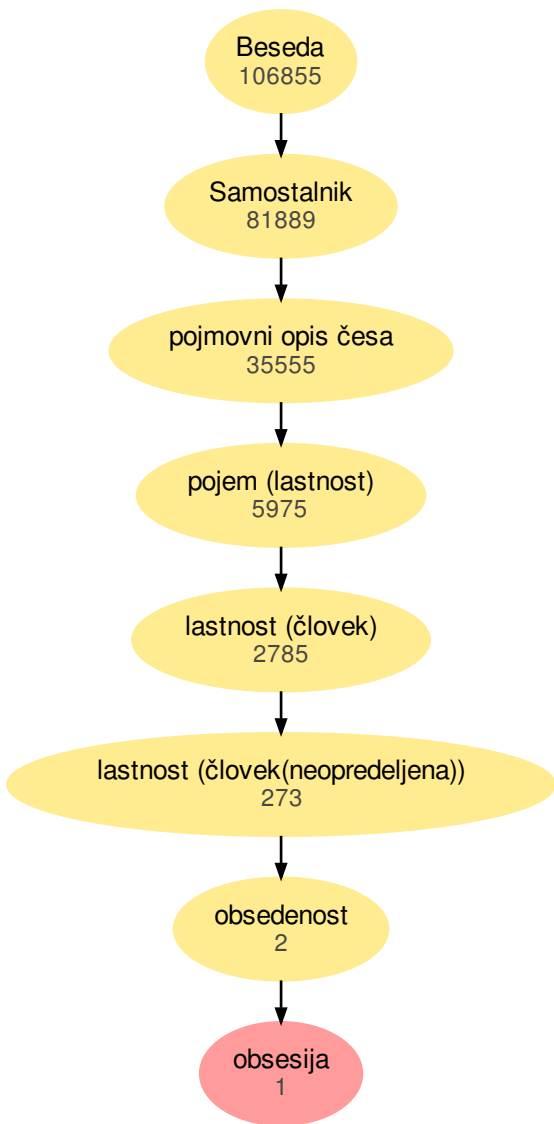 Beseda
106855
Samostalnik
81889
pojmovni opis česa
35555
pojem (lastnost)
5975
lastnost (človek)
2785
lastnost (človek(neopredeljena))
273
obsedenost
2
obsesija
1